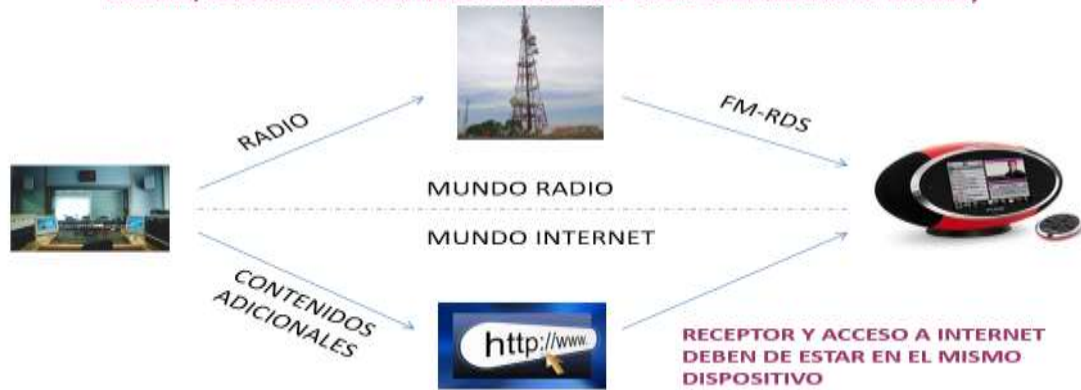 RADIO
FM-RDS
MUNDO RADIO
MUNDO INTERNET
CONTENIDOS
ADICIONALES
http://www.
RECEPTOR Y ACCESO A INTERNET
DEBEN DE ESTAR EN EL MISMO
DISPOSITIVO